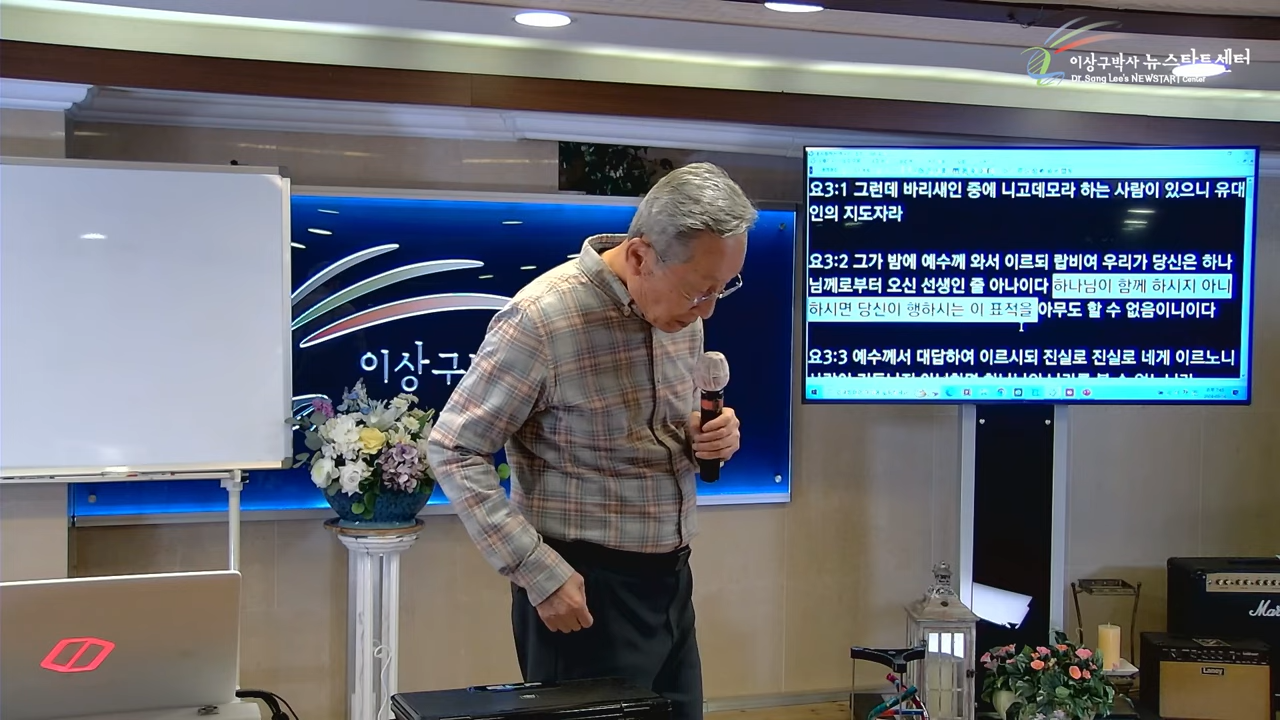 이상구박사 뉴스타트센터
Dr. Sang Lee's NEWSTART Center
요3:1 그런데 바리새인 중에 니고데모라 하는 사람이 있으니 유대
인의 지도자라
요3:2 그가 밤에 예수께 와서 이르되 랍비여 우리가 당신은 하나
님께로부터 오신 선생인 줄 아나이다 하나님이 함께 하시지 아니
하시면 당신이 행하시는 이 표적을 아무도 할 수 없음이니이다
요3:3 예수께서 대답하여 이르시되 진실로 진실로 네게 이르노니
이상구
Mar
Laney